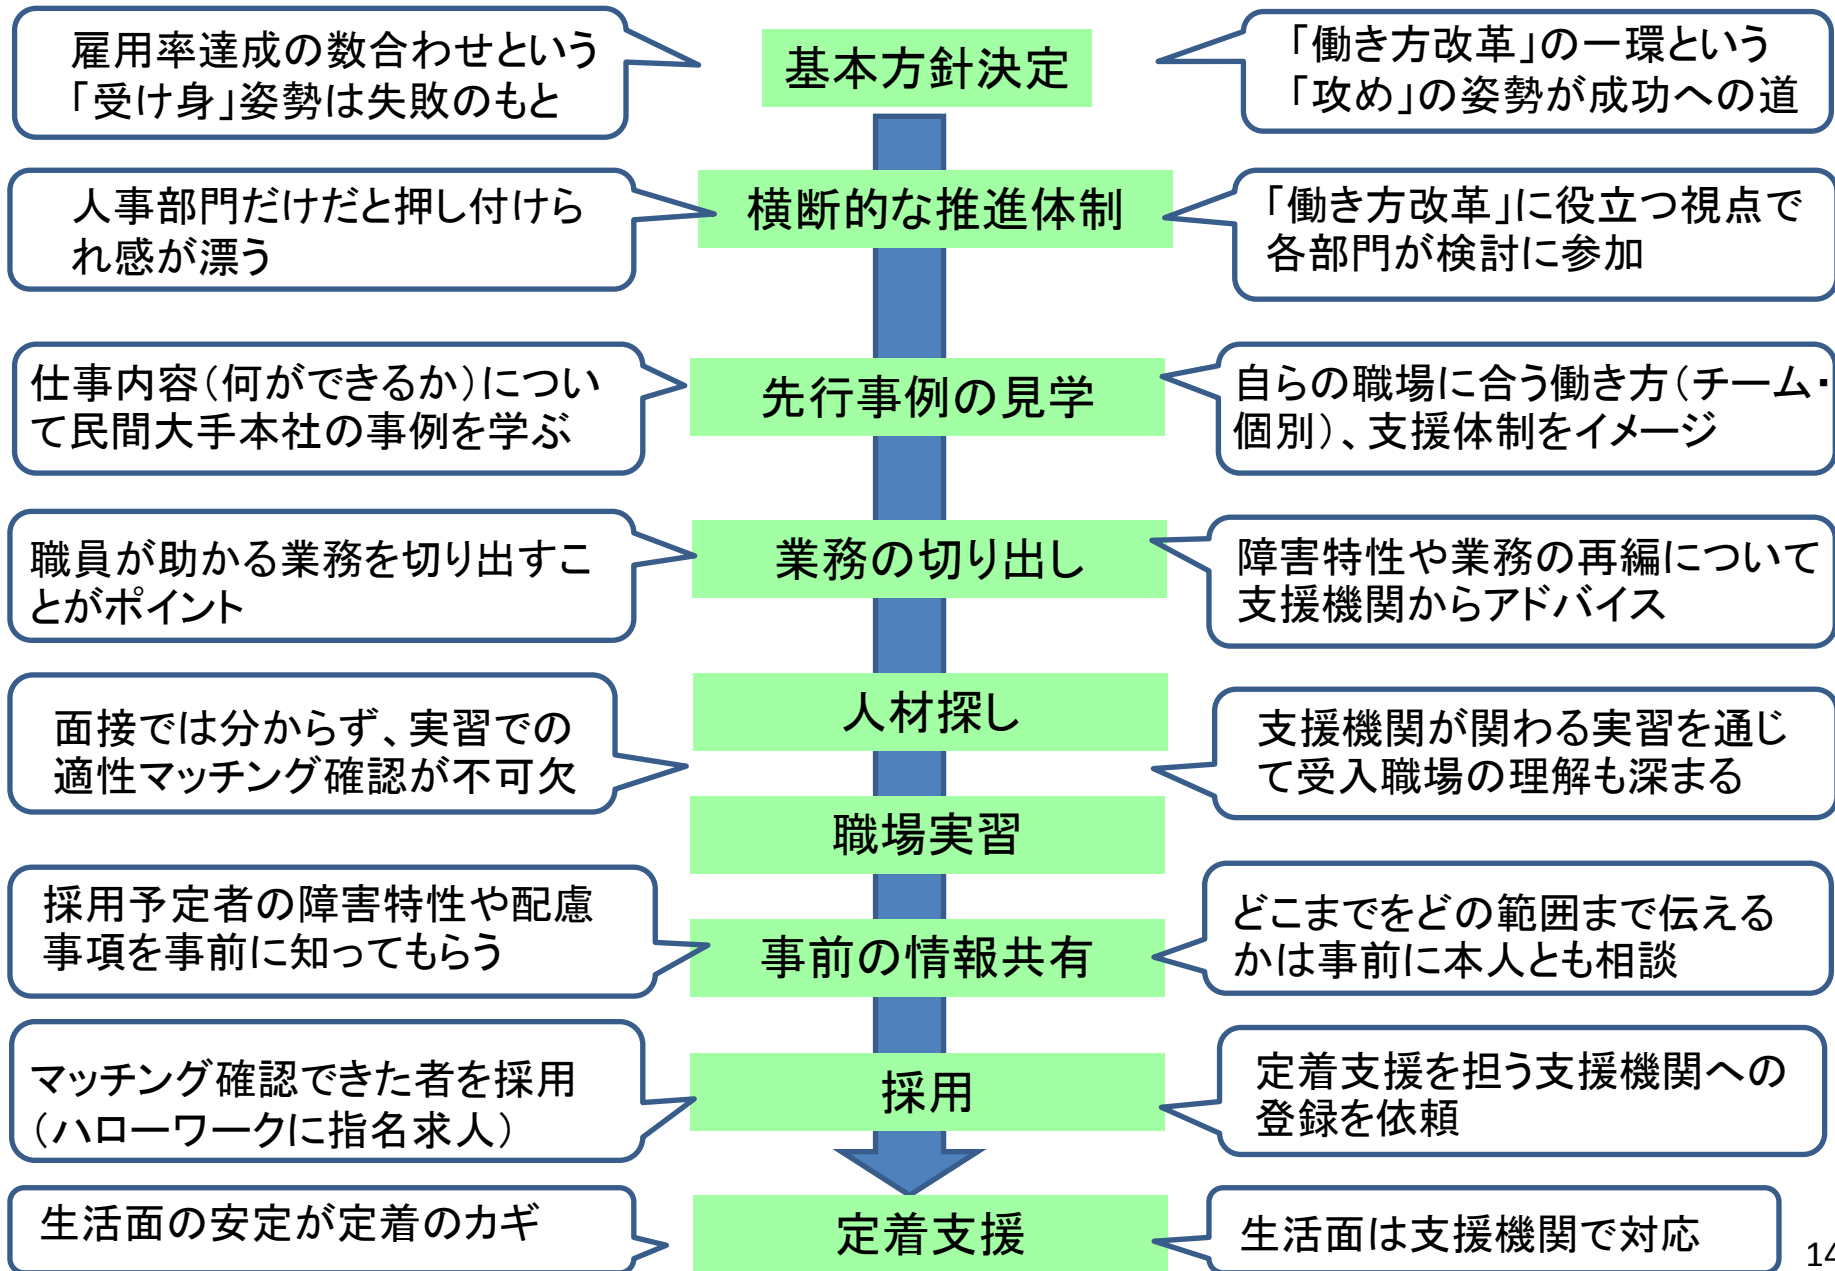 雇用率達成の数合わせという
「受け身」姿勢は失敗のもと
基本方針決定
「働き方改革」の一環という
「攻め」の姿勢が成功への道
人事部門だけだと押し付けら
れ感が漂う
横断的な推進体制
「働き方改革」に役立つ視点で
各部門が検討に参加
仕事内容(何ができるか)につい
て民間大手本社の事例を学ぶ
先行事例の見学
自らの職場に合う働き方(チーム・
個別)、支援体制をイメージ
職員が助かる業務を切り出すこ
とがポイント
業務の切り出し
障害特性や業務の再編について
支援機関からアドバイス
人材探し
面接では分からず、実習での
適性マッチング確認が不可欠
支援機関が関わる実習を通じ
て受入職場の理解も深まる
職場実習
採用予定者の障害特性や配慮
事項を事前に知ってもらう
事前の情報共有
どこまでをどの範囲まで伝える
かは事前に本人とも相談
マッチング確認できた者を採用
(ハローワークに指名求人)
採用
定着支援を担う支援機関への
登録を依頼
生活面の安定が定着のカギ
定着支援
生活面は支援機関で対応
14